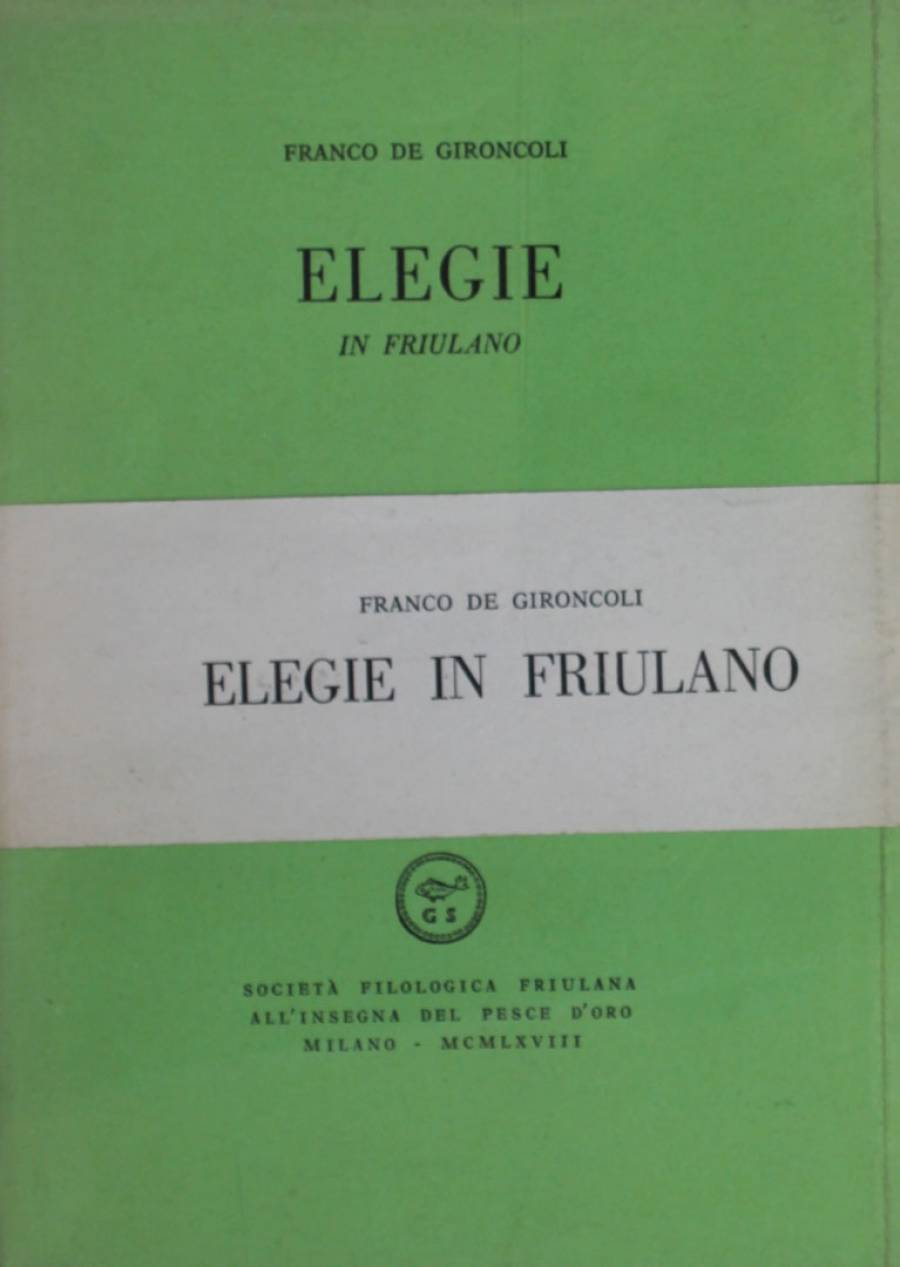 FRANCO DE GIRONCOLI
ELEGIE
IN FRIULANO
FRANCO DE GIRONCOLI
ELEGIE IN FRIULANO
G S
SOCIETÀ FILOLOGICA FRIULANA
ALL'INSEGNA DEL PESCE D'ORO
MILANO - MCMLXVIII